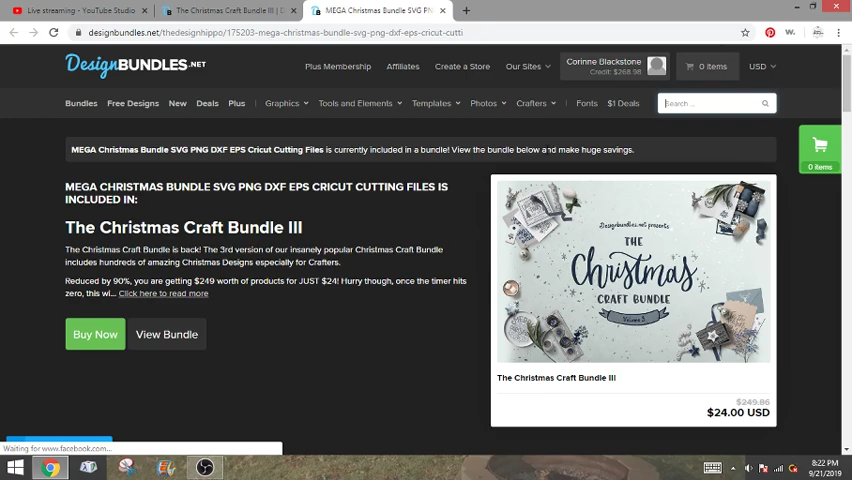 Live streaming - YouTube Studio
The Christmas Craft Bundle III | D
MEGA Christmas Bundle SVG PN
designbundles.net/thedesignhippo/175203-mega-christmas-bundle-svg-png-dxf-eps-cricut-cutti
DesignBUNDLES.NET
Plus Membership Affiliates Create a Store Our Sites
Corinne Blackstone
Credit: $268.98
0 items
USD
Bundles Free Designs New Deals Plus Graphics Tools and Elements Templates Photos Crafters Fonts $1 Deals
Search ...
MEGA Christmas Bundle SVG PNG DXF EPS Cricut Cutting Files is currently included in a bundle! View the bundle below and make huge savings.
0 items
MEGA CHRISTMAS BUNDLE SVG PNG DXF EPS CRICUT CUTTING FILES IS
INCLUDED IN:
The Christmas Craft Bundle III
The Christmas Craft Bundle is back! The 3rd version of our insanely popular Christmas Craft Bundle
includes hundreds of amazing Christmas Designs especially for Crafters.
Reduced by 90%, you are getting $249 worth of products for JUST $24! Hurry though, once the timer hits
zero, this wi... Click here to read more
Buy Now
View Bundle
Designbundles.net presents
THE
Christmas
CRAFT BUNDLE
Volume 3
The Christmas Craft Bundle III
$249.86
$24.00 USD
Waiting for www.facebook.com...
8:22 PM
9/21/2019